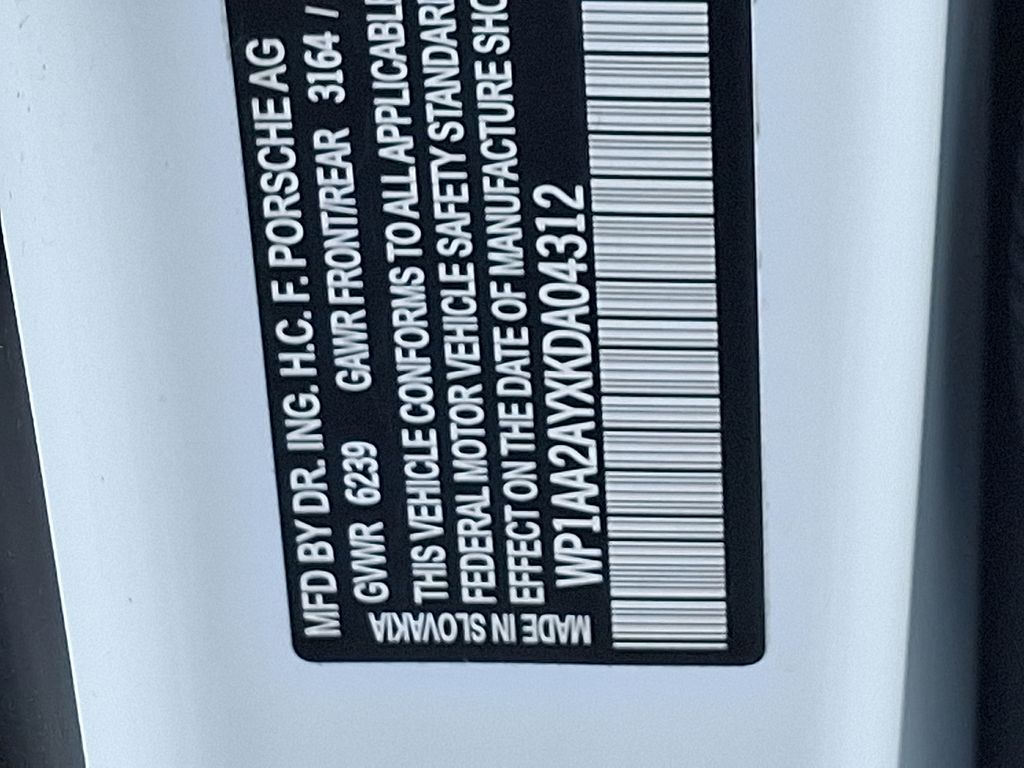 MFD BY DR. ING. H.C. F. PORSCHE AG
GVWR 6239 GAWR FRONT/REAR 3164 /
THIS VEHICLE CONFORMS TO ALL APPLICABLE
FEDERAL MOTOR VEHICLE SAFETY STANDARD
EFFECT ON THE DATE OF MANUFACTURE SHO
WP1AA2AYXKDA04312
MADE IN SLOVAKIA